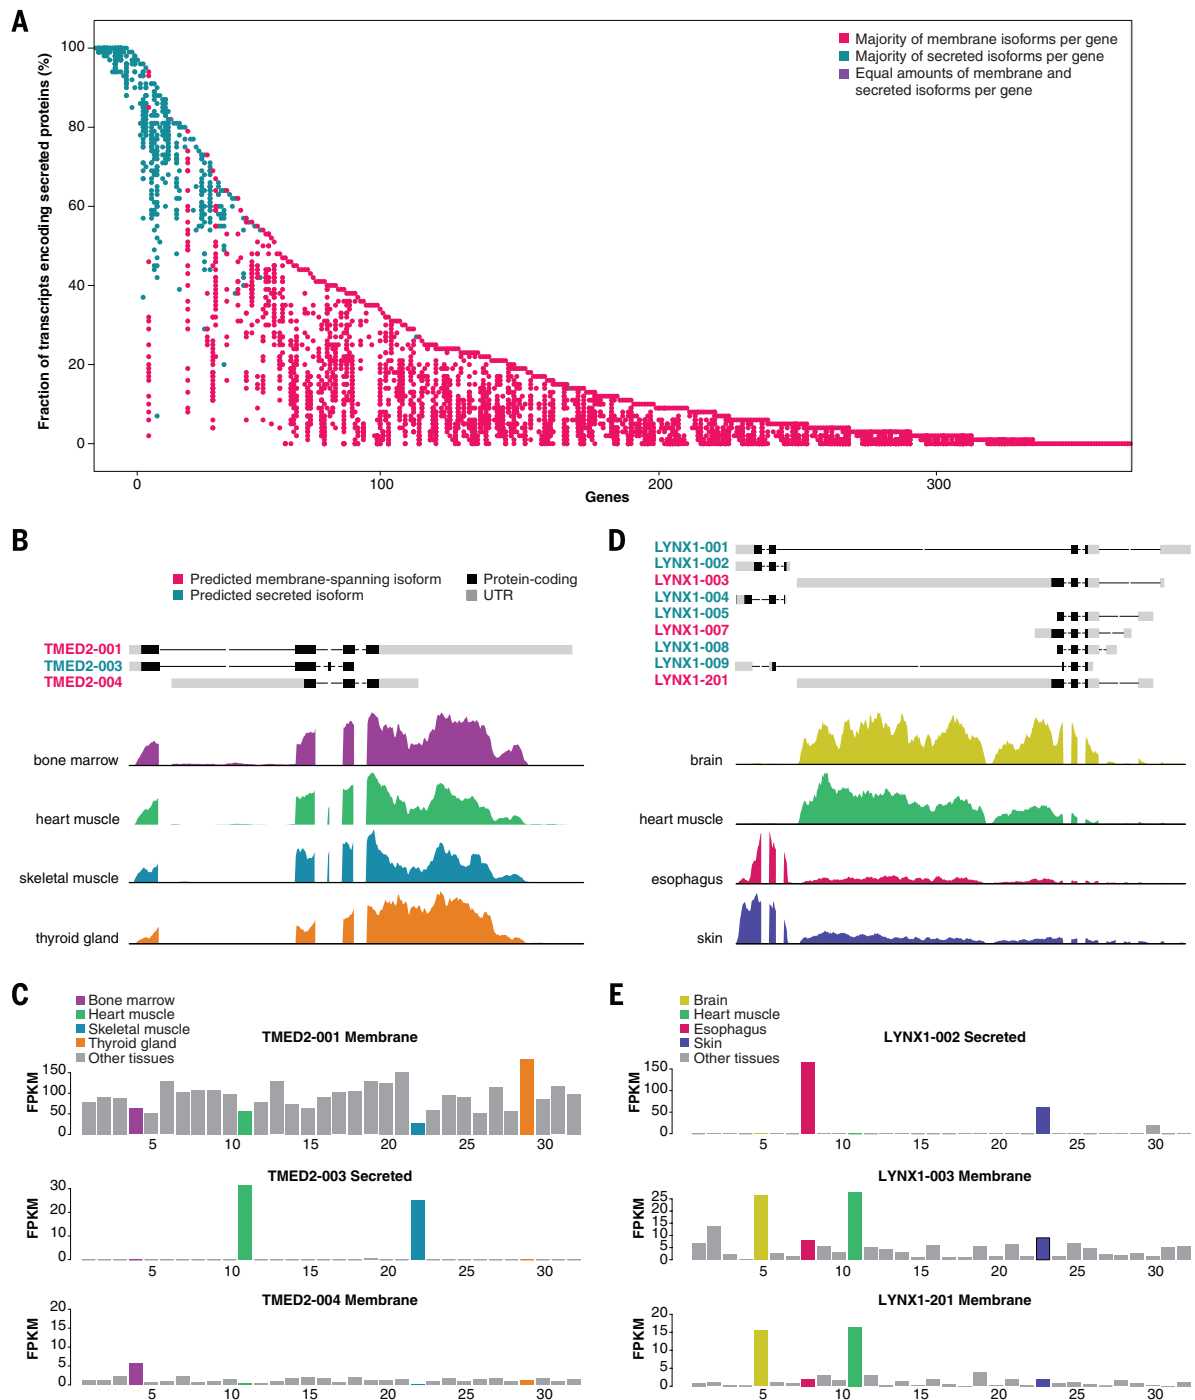 A
Fraction of transcripts encoding secreted proteins (%)
100
80
60
40
20
0
Majority of membrane isoforms per gene
Majority of secreted isoforms per gene
Equal amounts of membrane and
secreted isoforms per gene
0 100 200 300
Genes
B
Predicted membrane-spanning isoform
Predicted secreted isoform
Protein-coding
UTR
TMED2-001
TMED2-003
TMED2-004
bone marrow
heart muscle
skeletal muscle
thyroid gland
D
LYNX1-001
LYNX1-002
LYNX1-003
LYNX1-004
LYNX1-005
LYNX1-007
LYNX1-008
LYNX1-009
LYNX1-201
brain
heart muscle
esophagus
skin
C
Bone marrow
Heart muscle
Skeletal muscle
Thyroid gland
Other tissues
TMED2-001 Membrane
FPKM
150
100
50
0
5 10 15 20 25 30
TMED2-003 Secreted
FPKM
30
20
10
0
5 10 15 20 25 30
TMED2-004 Membrane
FPKM
20
15
10
5
0
5 10 15 20 25 30
E
Brain
Heart muscle
Esophagus
Skin
Other tissues
LYNX1-002 Secreted
FPKM
150
100
50
0
5 10 15 20 25 30
LYNX1-003 Membrane
FPKM
25
20
15
10
5
0
5 10 15 20 25 30
LYNX1-201 Membrane
FPKM
20
15
10
5
0
5 10 15 20 25 30